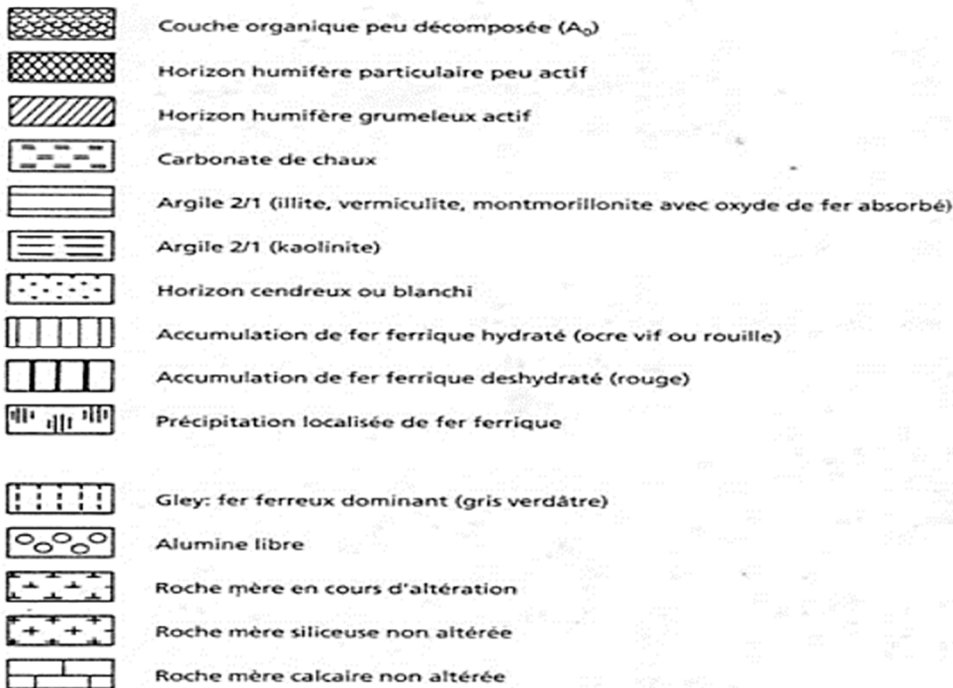 Couche organique peu décomposée (A₀)
Horizon humifère particulaire peu actif
Horizon humifère grumeleux actif
Carbonate de chaux
Argile 2/1 (illite, vermiculite, montmorillonite avec oxyde de fer absorbé)
Argile 2/1 (kaolinite)
Horizon cendreux ou blanchi
Accumulation de fer ferrique hydraté (ocre vif ou rouille)
Accumulation de fer ferrique deshydraté (rouge)
Précipitation localisée de fer ferrique
Gley: fer ferreux dominant (gris verdâtre)
Alumine libre
Roche mère en cours d'altération
Roche mère siliceuse non altérée
Roche mère calcaire non altérée